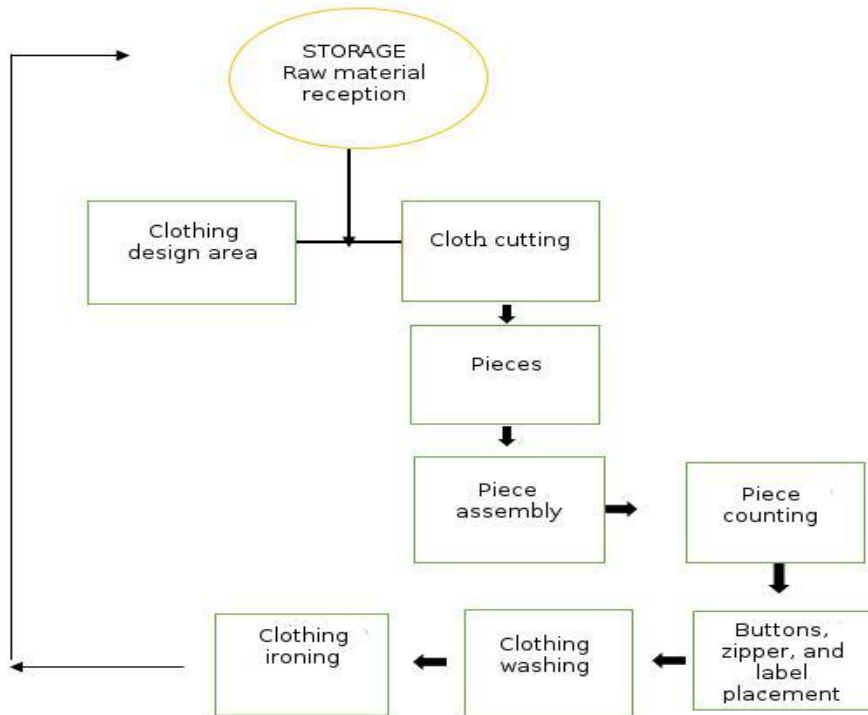 STORAGE
Raw material
reception
Clothing
design area
Cloth cutting
Pieces
Piece
assembly
Piece
counting
Buttons,
zipper, and
label
placement
Clothing
washing
Clothing
ironing